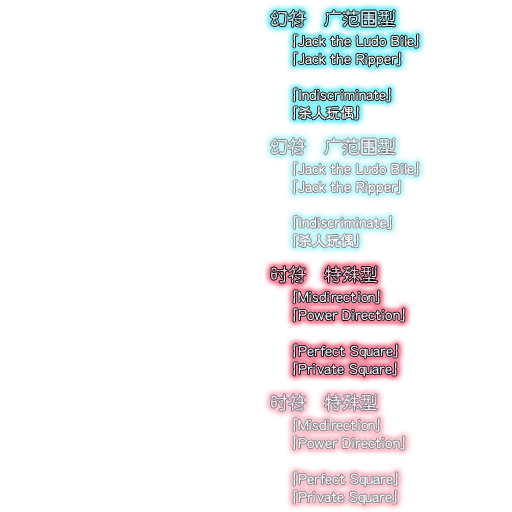 幻符　广范围型
「Jack the Ludo Bile」
「Jack the Ripper」
「Indiscriminate」
「杀人玩偶」
幻符　广范围型
「Jack the Ludo Bile」
「Jack the Ripper」
「Indiscriminate」
「杀人玩偶」
时符　特殊型
「Misdirection」
「Power Direction」
「Perfect Square」
「Private Square」
时符　特殊型
「Misdirection」
「Power Direction」
「Perfect Square」
「Private Square」